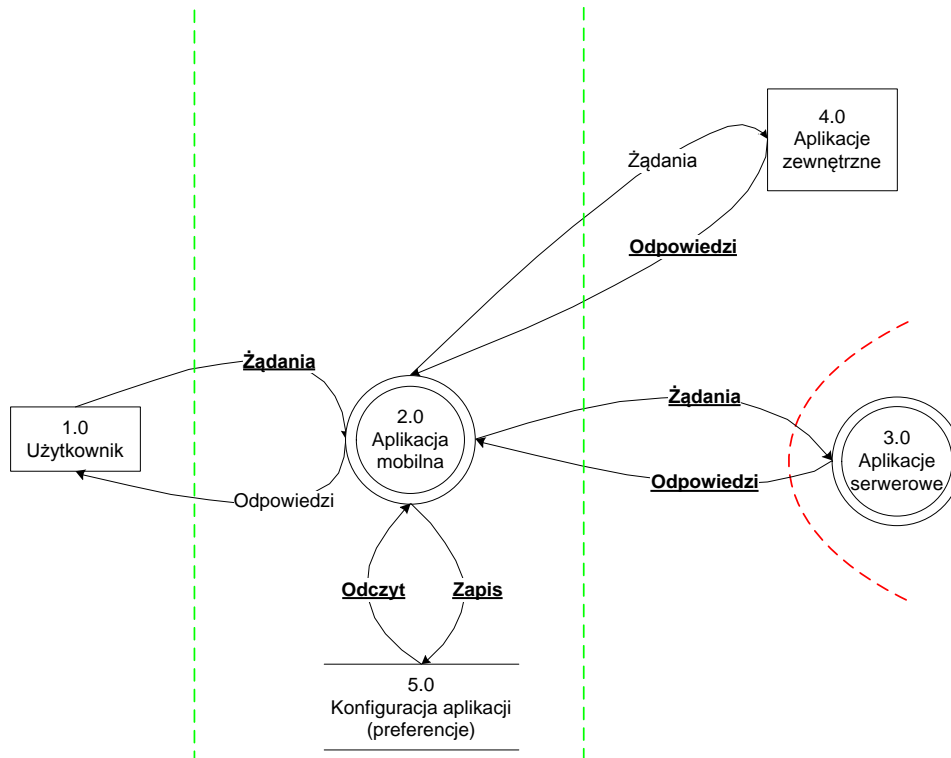 4.0
Aplikacje
zewnętrzne
Żądania
Odpowiedzi
Żądania
1.0
Użytkownik
Odpowiedzi
2.0
Aplikacja
mobilna
Żądania
Odpowiedzi
3.0
Aplikacje
serwerowe
Odczyt
Zapis
5.0
Konfiguracja aplikacji
(preferencje)